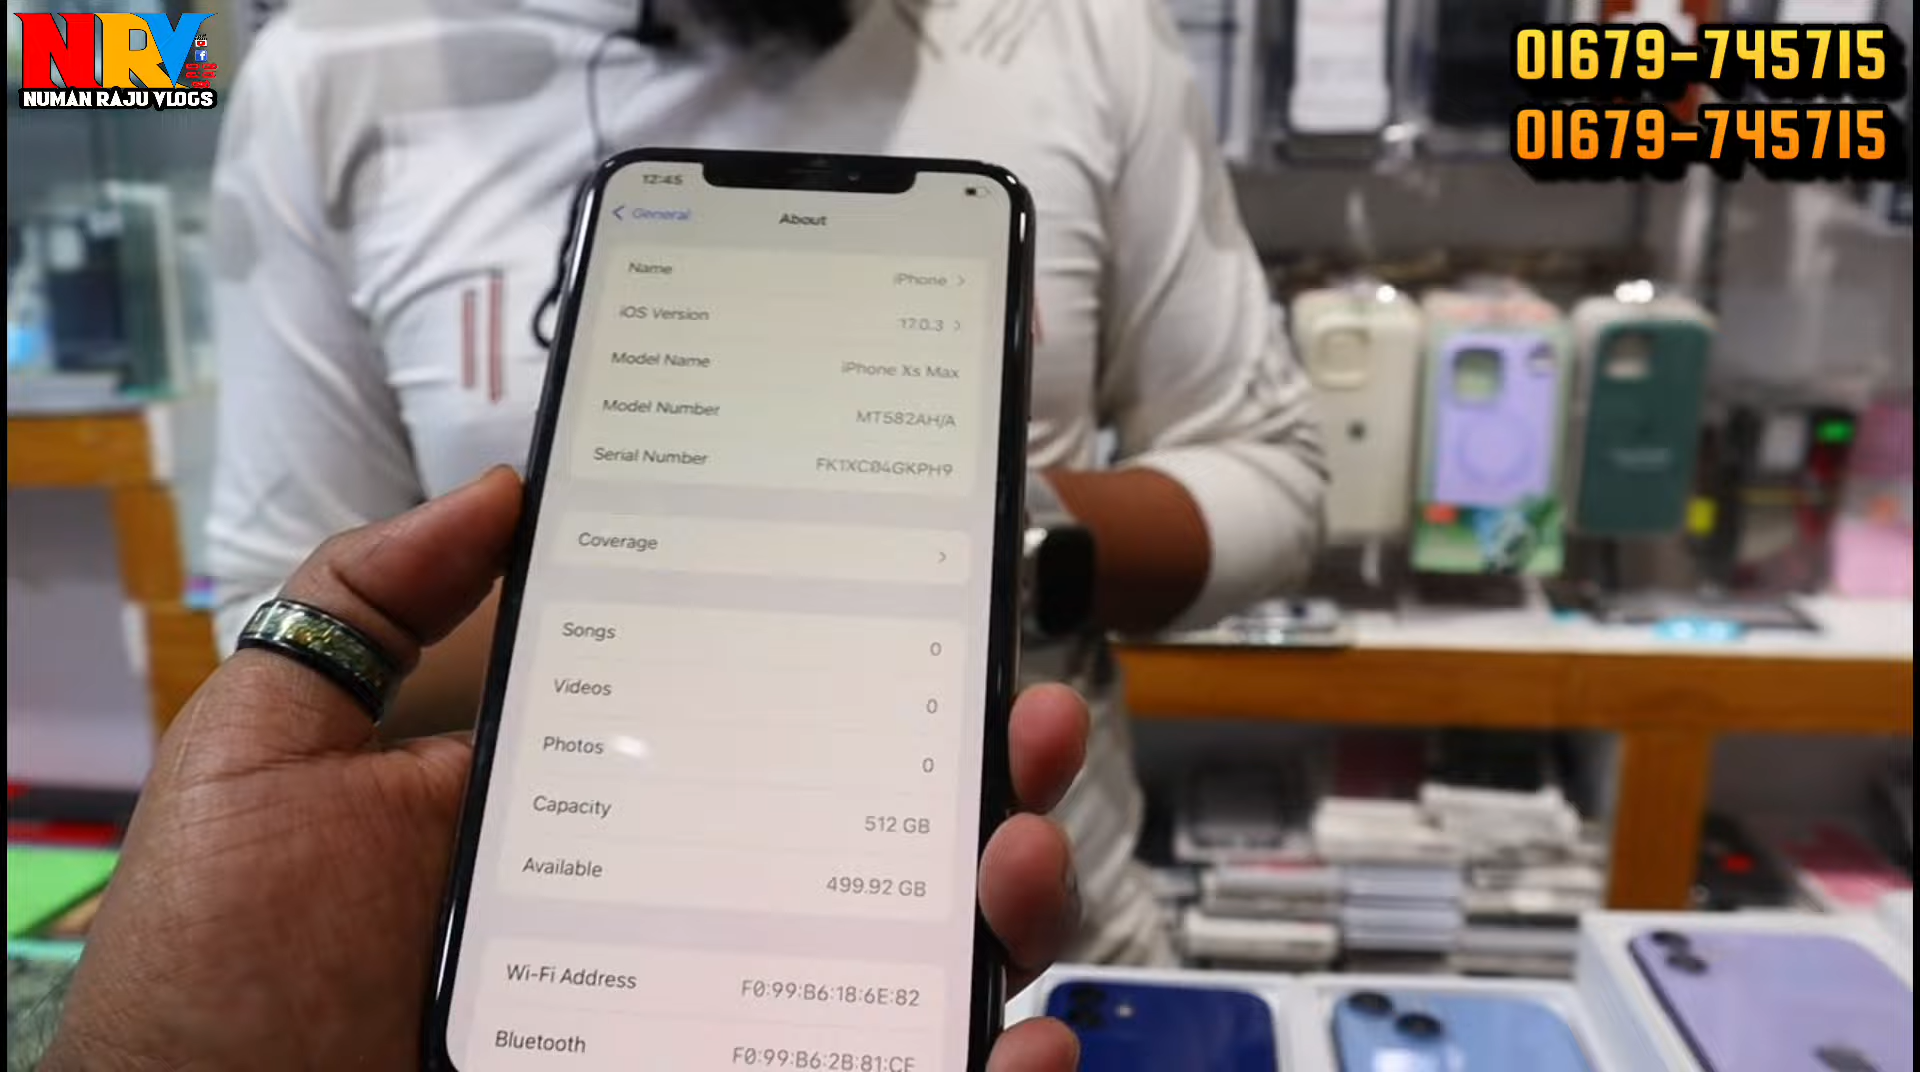 NRV
NUMAN RAJU VLOGS
01679-745715
01679-745715
12:45
General
About
Name
iPhone
iOS Version
17.0.3
Model Name
iPhone Xs Max
Model Number
MT582AH/A
Serial Number
FK1XC04GKPH9
Coverage
Songs
0
Videos
0
Photos
0
Capacity
512 GB
Available
499.92 GB
Wi-Fi Address
F0:99:B6:18:6E:82
Bluetooth
F0:99:B6:2B:81:CF